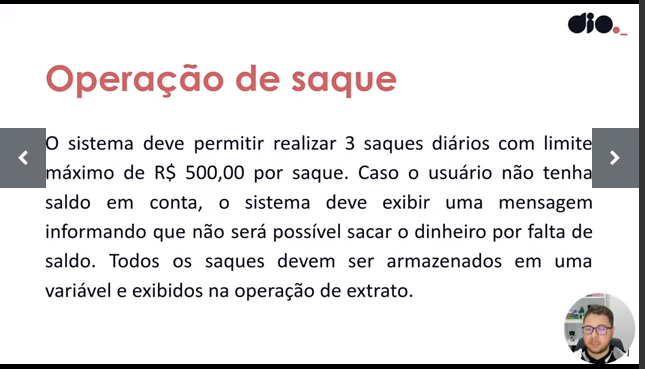 dio._
Operação de saque
O sistema deve permitir realizar 3 saques diários com limite
máximo de R$ 500,00 por saque. Caso o usuário não tenha
saldo em conta, o sistema deve exibir uma mensagem
informando que não será possível sacar o dinheiro por falta de
saldo. Todos os saques devem ser armazenados em uma
variável e exibidos na operação de extrato.